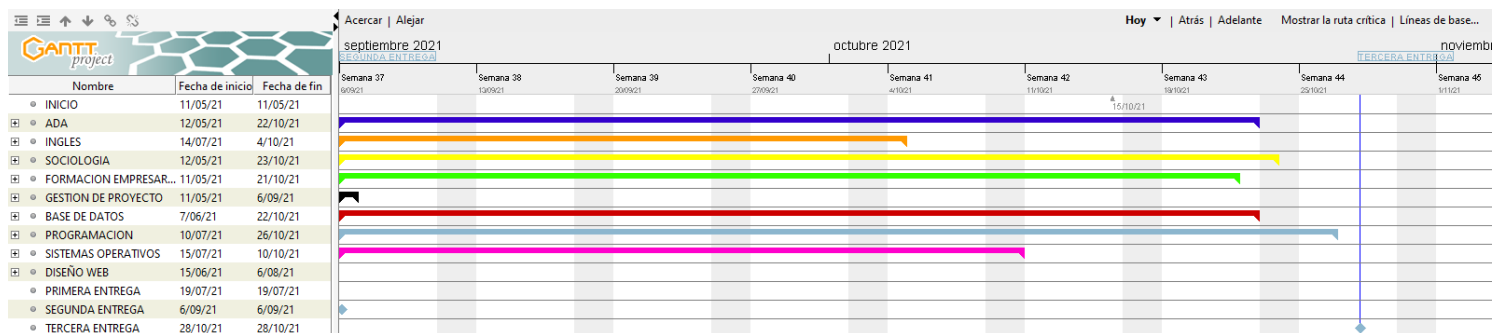 Acercar | Alejar
Hoy | Atrás | Adelante Mostrar la ruta crítica | Líneas de base...
GANTT
project
septiembre 2021 octubre 2021 noviemb
SEGUNDA ENTREGA TERCERA ENTREGA
Semana 37 Semana 38 Semana 39 Semana 40 Semana 41 Semana 42 Semana 43 Semana 44 Semana 45
6/09/21 13/09/21 20/09/21 27/09/21 4/10/21 11/10/21 18/10/21 25/10/21 1/11/21
Nombre Fecha de inicio Fecha de fin
INICIO 11/05/21 11/05/21
15/10/21
ADA 12/05/21 22/10/21
INGLES 14/07/21 4/10/21
SOCIOLOGIA 12/05/21 23/10/21
FORMACION EMPRESAR... 11/05/21 21/10/21
GESTION DE PROYECTO 11/05/21 6/09/21
BASE DE DATOS 7/06/21 22/10/21
PROGRAMACION 10/07/21 26/10/21
SISTEMAS OPERATIVOS 15/07/21 10/10/21
DISEÑO WEB 15/06/21 6/08/21
PRIMERA ENTREGA 19/07/21 19/07/21
SEGUNDA ENTREGA 6/09/21 6/09/21
TERCERA ENTREGA 28/10/21 28/10/21